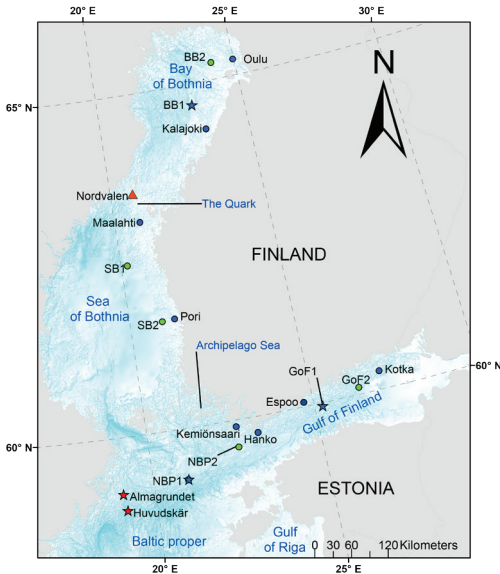 20° E
25° E
30° E
N
BB2
Oulu
Bay
of Bothnia
65° N
BB1
Kalajoki
Nordvalen
The Quark
Maalahti
FINLAND
SB1
Sea
of Bothnia
Pori
SB2
Archipelago Sea
60° N
GoF1
Kotka
GoF2
Espoo
Gulf of Finland
Kemiönsaari
Hanko
60° N
NBP2
NBP1
ESTONIA
Almagrundet
Huvudskär
Baltic proper
Gulf
of Riga
0 30 60 120 Kilometers
20° E
25° E